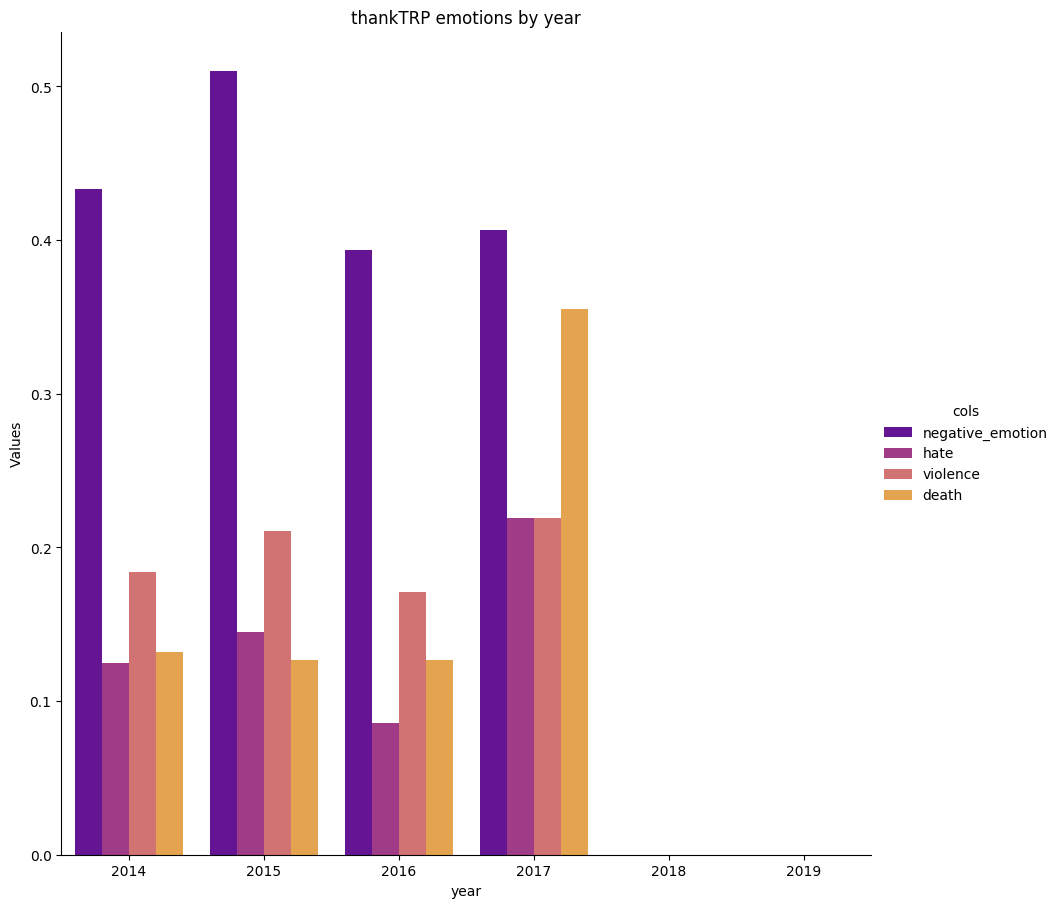 thankTRP emotions by year
0.5
0.4
0.3
0.2
0.1
0.0
Values
2014 2015 2016 2017 2018 2019
year
cols
negative_emotion
hate
violence
death